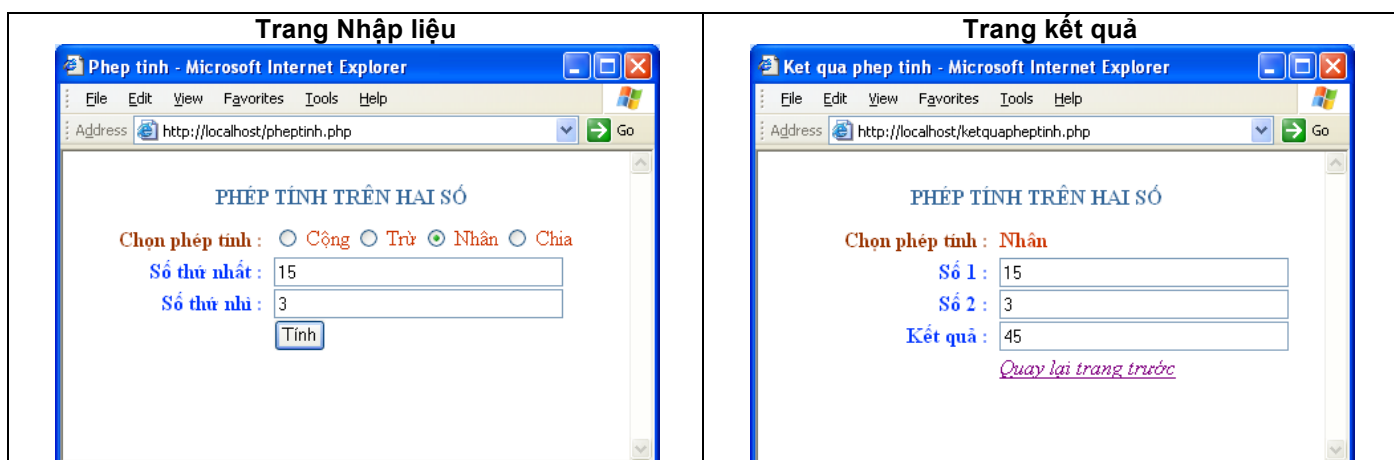 Trang Nhập liệu
Phep tinh - Microsoft Internet Explorer
File Edit View Favorites Tools Help
Address http://localhost/pheptinh.php Go
PHÉP TÍNH TRÊN HAI SỐ
Chọn phép tính : Cộng Trừ Nhân Chia
Số thứ nhất : 15
Số thứ nhì : 3
Tính
Trang kết quả
Ket qua phep tinh - Microsoft Internet Explorer
File Edit View Favorites Tools Help
Address http://localhost/ketquapheptinh.php Go
PHÉP TÍNH TRÊN HAI SỐ
Chọn phép tính : Nhân
Số 1 : 15
Số 2 : 3
Kết quả : 45
Quay lại trang trước